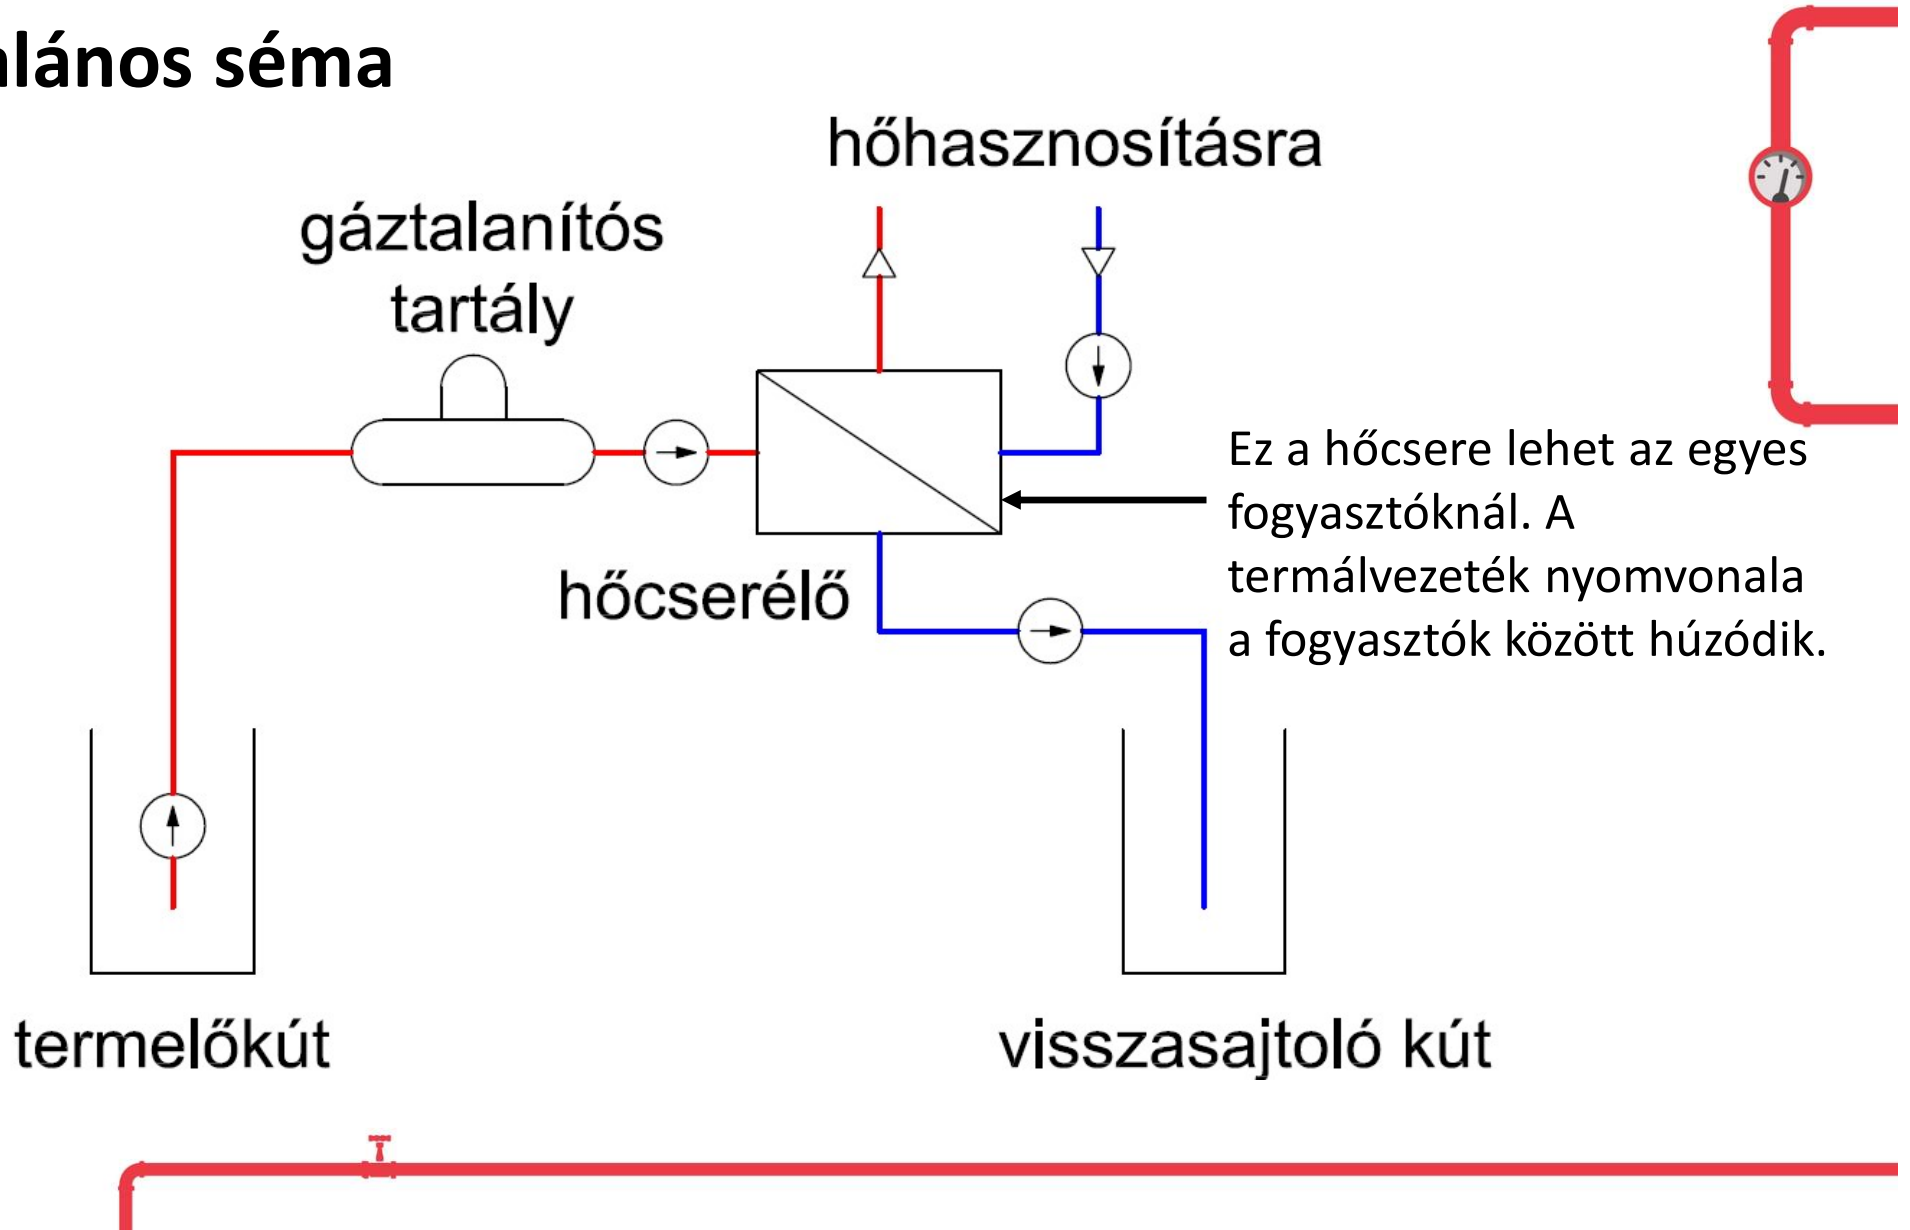 alános séma
hőhasznosításra
gáztalanítós
tartály
Ez a hőcsere lehet az egyes
fogyasztóknál. A
termálvezeték nyomvonala
a fogyasztók között húzódik.
hőcserélő
termelőkút
visszasajtoló kút